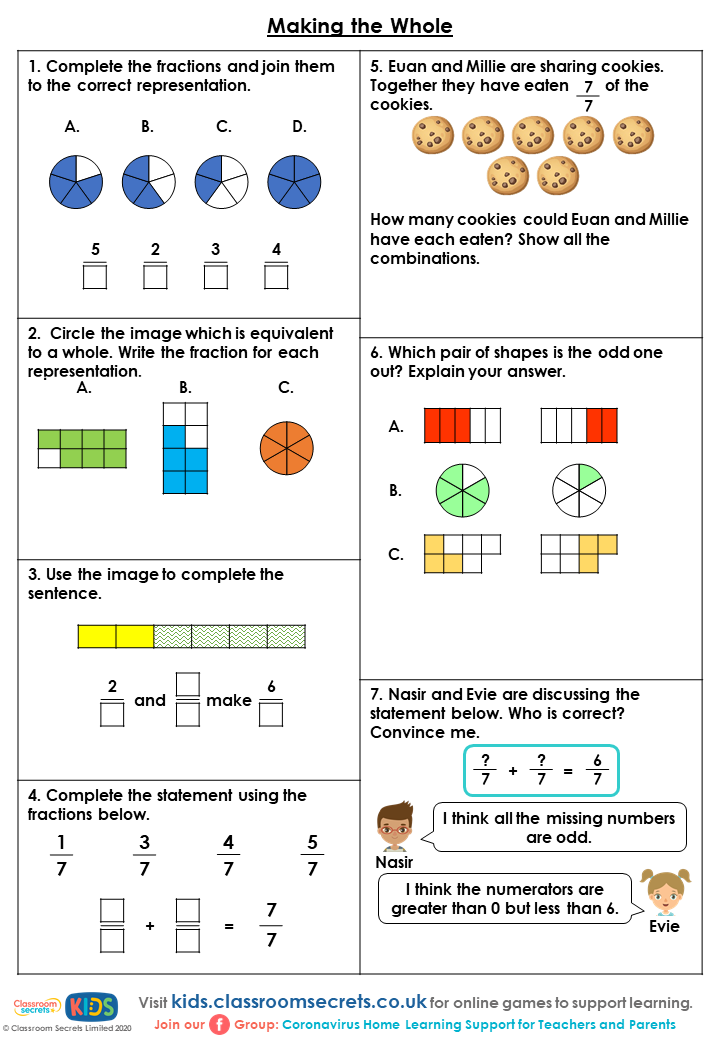 Making the Whole
1. Complete the fractions and join them
to the correct representation.
A. B. C. D.
5 2 3 4
2. Circle the image which is equivalent
to a whole. Write the fraction for each
representation.
A. B. C.
3. Use the image to complete the
sentence.
2 6
and make
4. Complete the statement using the
fractions below.
1 3 4 5
7 7 7 7
7
+ =
7
5. Euan and Millie are sharing cookies.
Together they have eaten 7 of the
7
cookies.
How many cookies could Euan and Millie
have each eaten? Show all the
combinations.
6. Which pair of shapes is the odd one
out? Explain your answer.
A.
B.
C.
7. Nasir and Evie are discussing the
statement below. Who is correct?
Convince me.
? ? 6
+ =
7 7 7
I think all the missing numbers
are odd.
Nasir
I think the numerators are
greater than 0 but less than 6.
Evie
Classroom
secrets
KIDS
© Classroom Secrets Limited 2020
Visit kids.classroomsecrets.co.uk for online games to support learning.
Join our f Group: Coronavirus Home Learning Support for Teachers and Parents